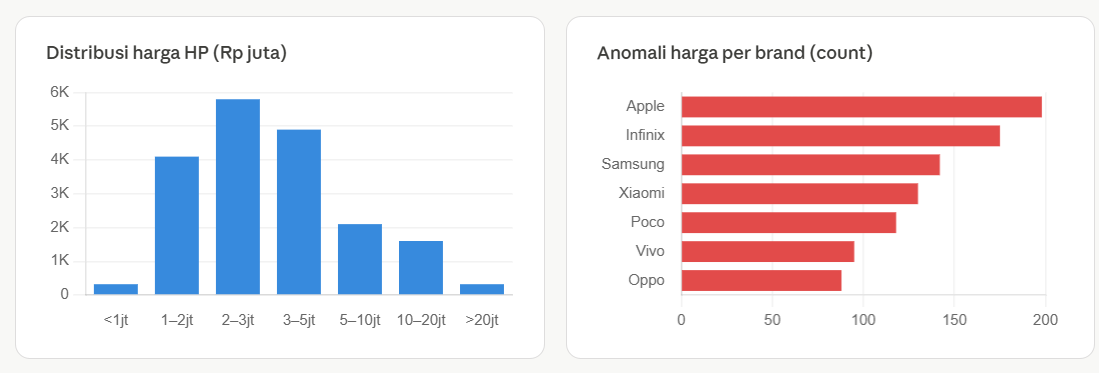 Distribusi harga HP (Rp juta)
6K
5K
4K
3K
2K
1K
0
<1jt 1–2jt 2–3jt 3–5jt 5–10jt 10–20jt >20jt
Anomali harga per brand (count)
Apple
Infinix
Samsung
Xiaomi
Poco
Vivo
Oppo
0 50 100 150 200